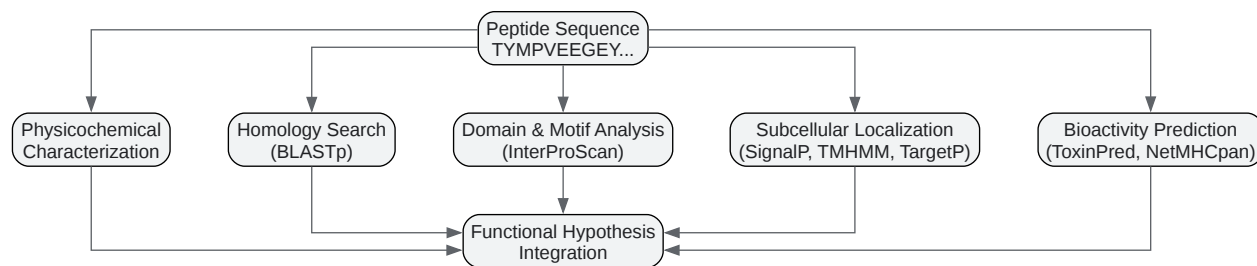 Peptide Sequence
TYMPVEEGEY...
Physicochemical
Characterization
Homology Search
(BLASTp)
Domain & Motif Analysis
(InterProScan)
Subcellular Localization
(SignalP, TMHMM, TargetP)
Bioactivity Prediction
(ToxinPred, NetMHCpan)
Functional Hypothesis
Integration